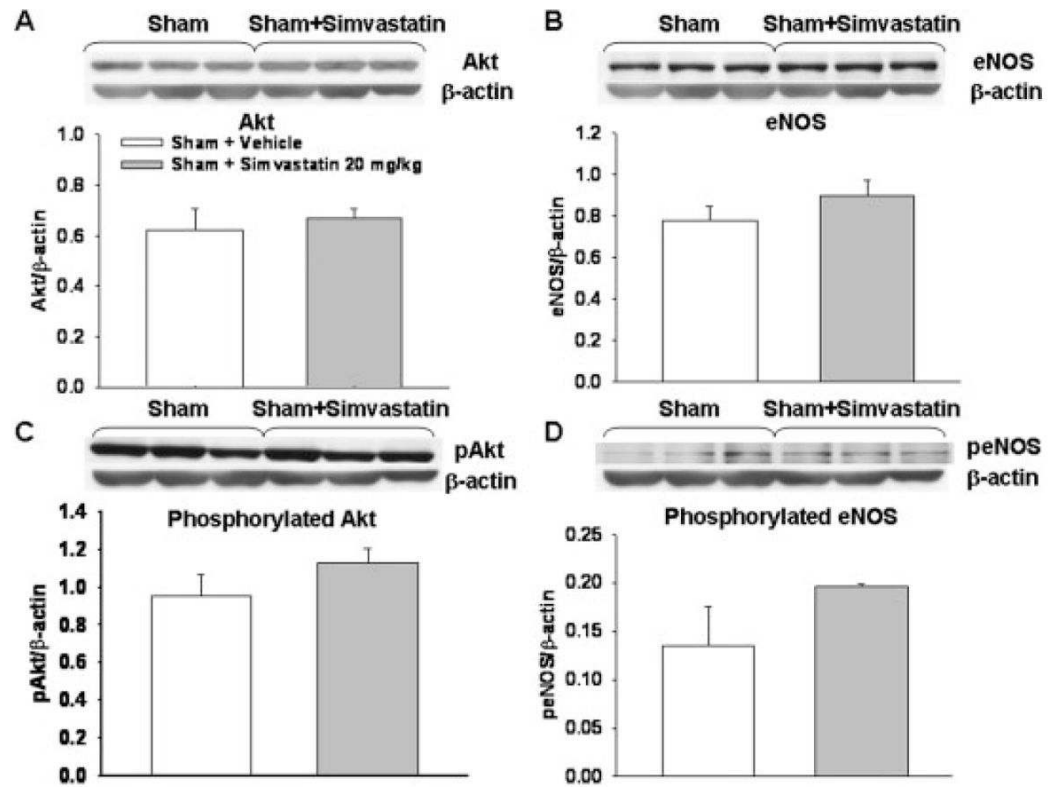 A
Sham
Sham+Simvastatin
Akt
β-actin
Akt
Sham + Vehicle
Sham + Simvastatin 20 mg/kg
1.0
0.8
0.6
0.4
0.2
0.0
Akt/β-actin
B
Sham
Sham+Simvastatin
eNOS
β-actin
eNOS
1.2
1.0
0.8
0.6
0.4
0.2
0.0
eNOS/β-actin
C
Sham
Sham+Simvastatin
pAkt
β-actin
Phosphorylated Akt
1.4
1.2
1.0
0.8
0.6
0.4
0.2
0.0
pAkt/β-actin
D
Sham
Sham+Simvastatin
peNOS
β-actin
Phosphorylated eNOS
0.25
0.20
0.15
0.10
0.05
0.00
peNOS/β-actin